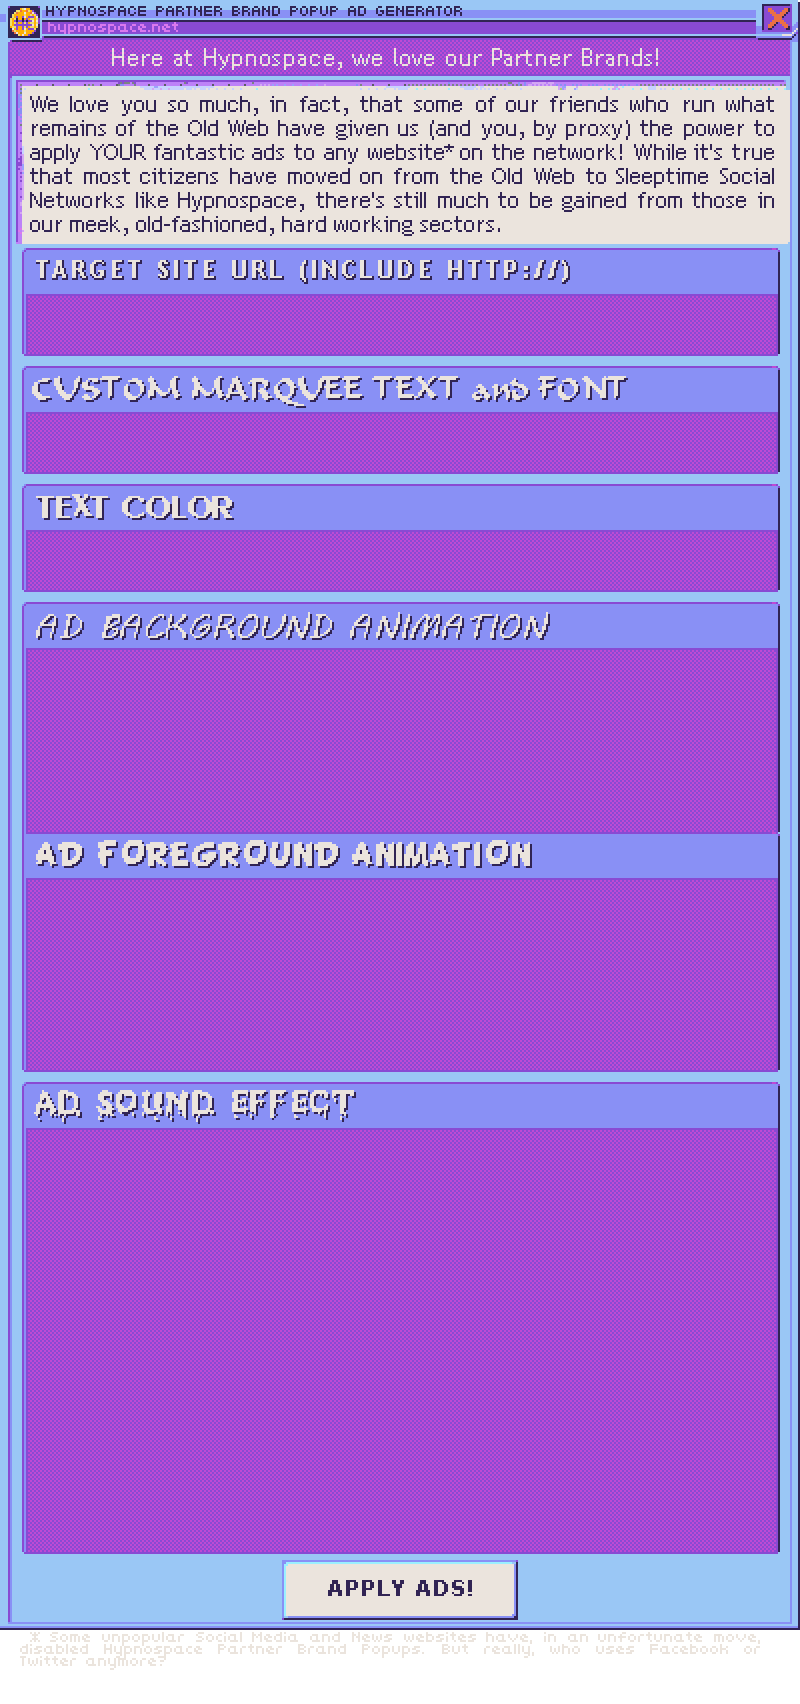 HYPNOSPACE PARTNER BRAND POPUP AD GENERATOR
hypnospace.net
Here at Hypnospace, we love our Partner Brands!
We love you so much, in fact, that some of our friends who run what
remains of the Old Web have given us (and you, by proxy) the power to
apply YOUR fantastic ads to any website* on the network! While it's true
that most citizens have moved on from the Old Web to Sleeptime Social
Networks like Hypnospace, there's still much to be gained from those in
our meek, old-fashioned, hard working sectors.
TARGET SITE URL (INCLUDE HTTP://)
CUSTOM MARQUEE TEXT and FONT
TEXT COLOR
AD BACKGROUND ANIMATION
AD FOREGROUND ANIMATION
AD SOUND EFFECT
APPLY ADS!
* Some unpopular Social Media and News websites have, in an unfortunate move,
disabled Hypnospace Partner Brand Popups. But really, who uses Facebook or
Twitter anymore?